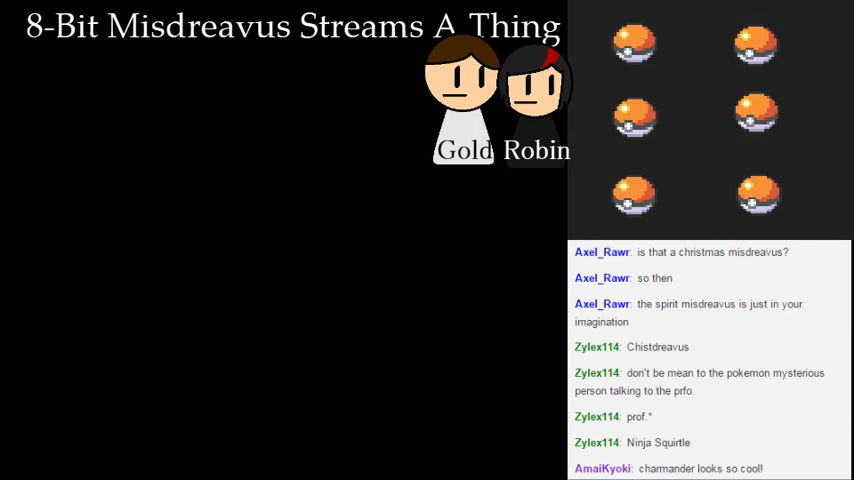 8-Bit Misdreavus Streams A Thing
Gold Robin
Axel_Rawr: is that a christmas misdreavus?
Axel_Rawr: so then
Axel_Rawr: the spirit misdreavus is just in your
imagination
Zylex114: Chistdreavus
Zylex114: don't be mean to the pokemon mysterious
person talking to the prfo.
Zylex114: prof.*
Zylex114: Ninja Squirtle
AmaiKyoki: charmander looks so cool!